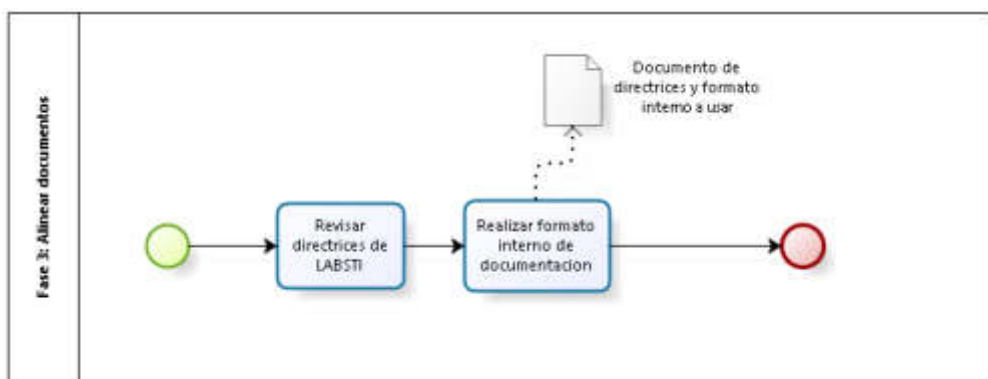 Fase 3: Alinear documentos
Documento de
directrices y formato
interno a usar
Revisar
directrices de
LABSTI
Realizar formato
interno de
documentacion